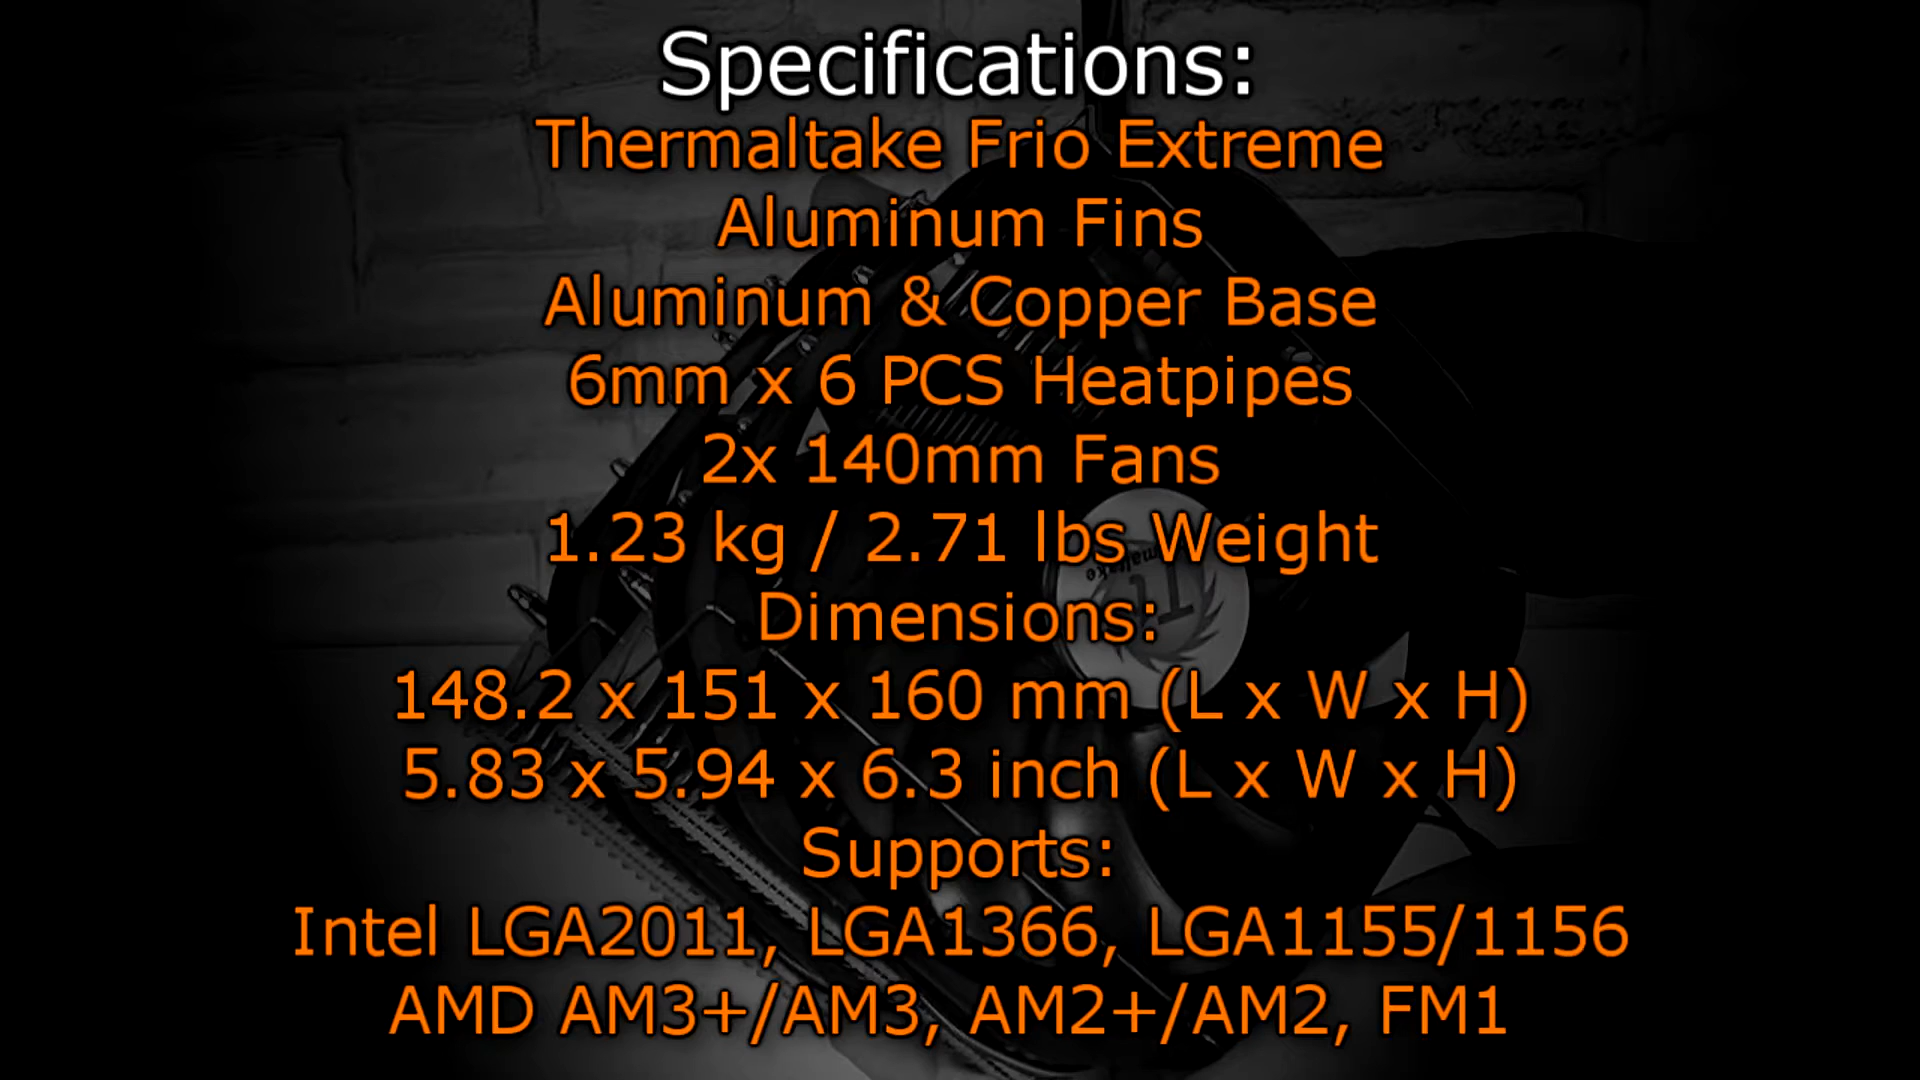 Specifications:
Thermaltake Frio Extreme
Aluminum Fins
Aluminum & Copper Base
6mm x 6 PCS Heatpipes
2x 140mm Fans
1.23 kg / 2.71 lbs Weight
Dimensions:
148.2 x 151 x 160 mm (L x W x H)
5.83 x 5.94 x 6.3 inch (L x W x H)
Supports:
Intel LGA2011, LGA1366, LGA1155/1156
AMD AM3+/AM3, AM2+/AM2, FM1